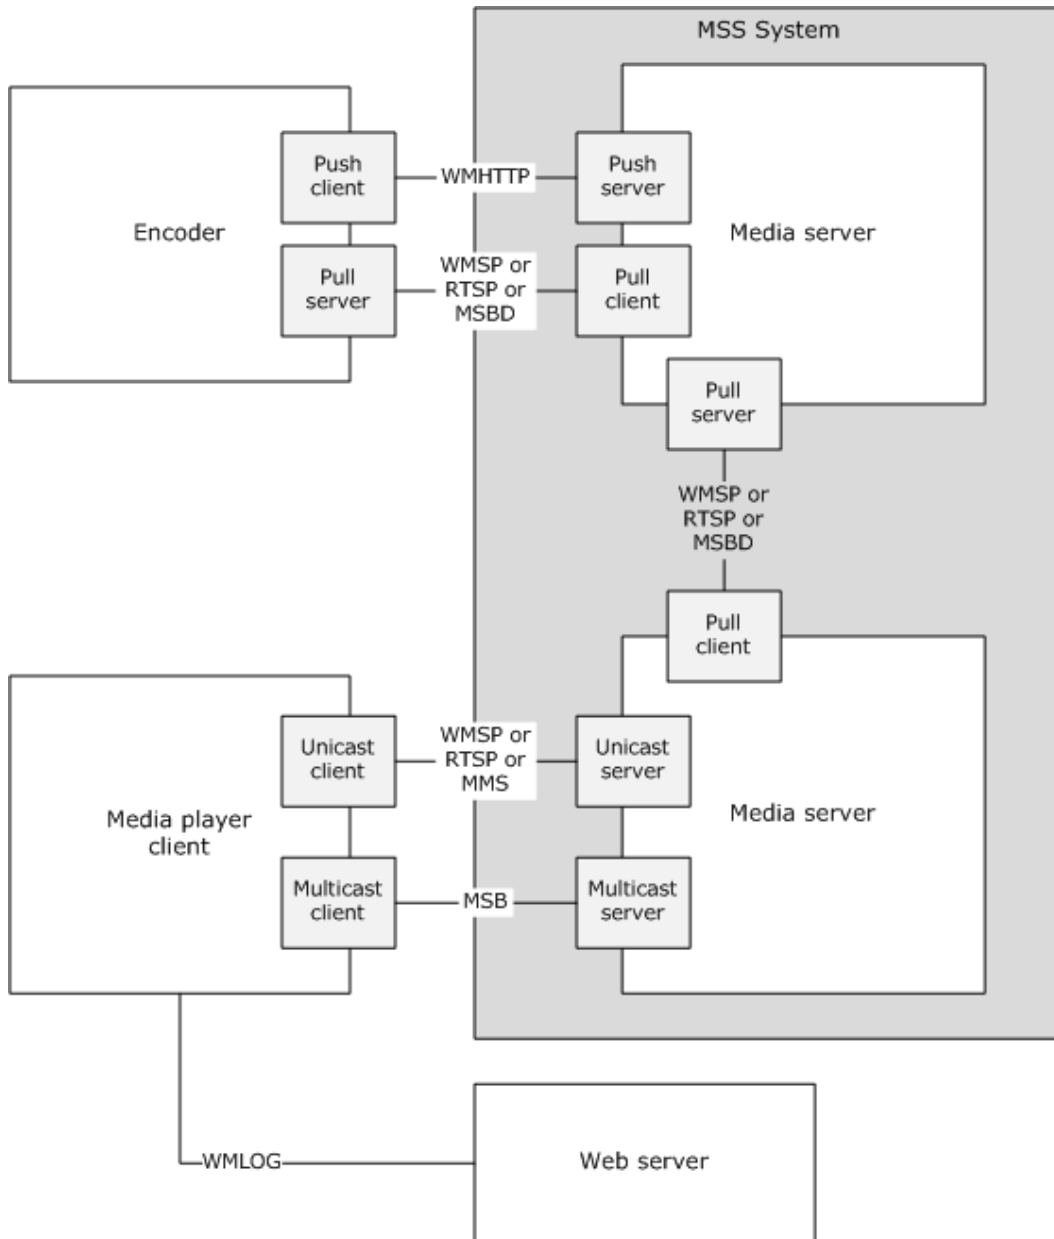 MSS System
Encoder
Push
client
WMHTTP
Push
server
Media server
Pull
server
WMSP or
RTSP or
MSBD
Pull
client
Pull
server
WMSP or
RTSP or
MSBD
Pull
client
Media player
client
Unicast
client
WMSP or
RTSP or
MMS
Unicast
server
Media server
Multicast
client
MSB
Multicast
server
WMLOG
Web server